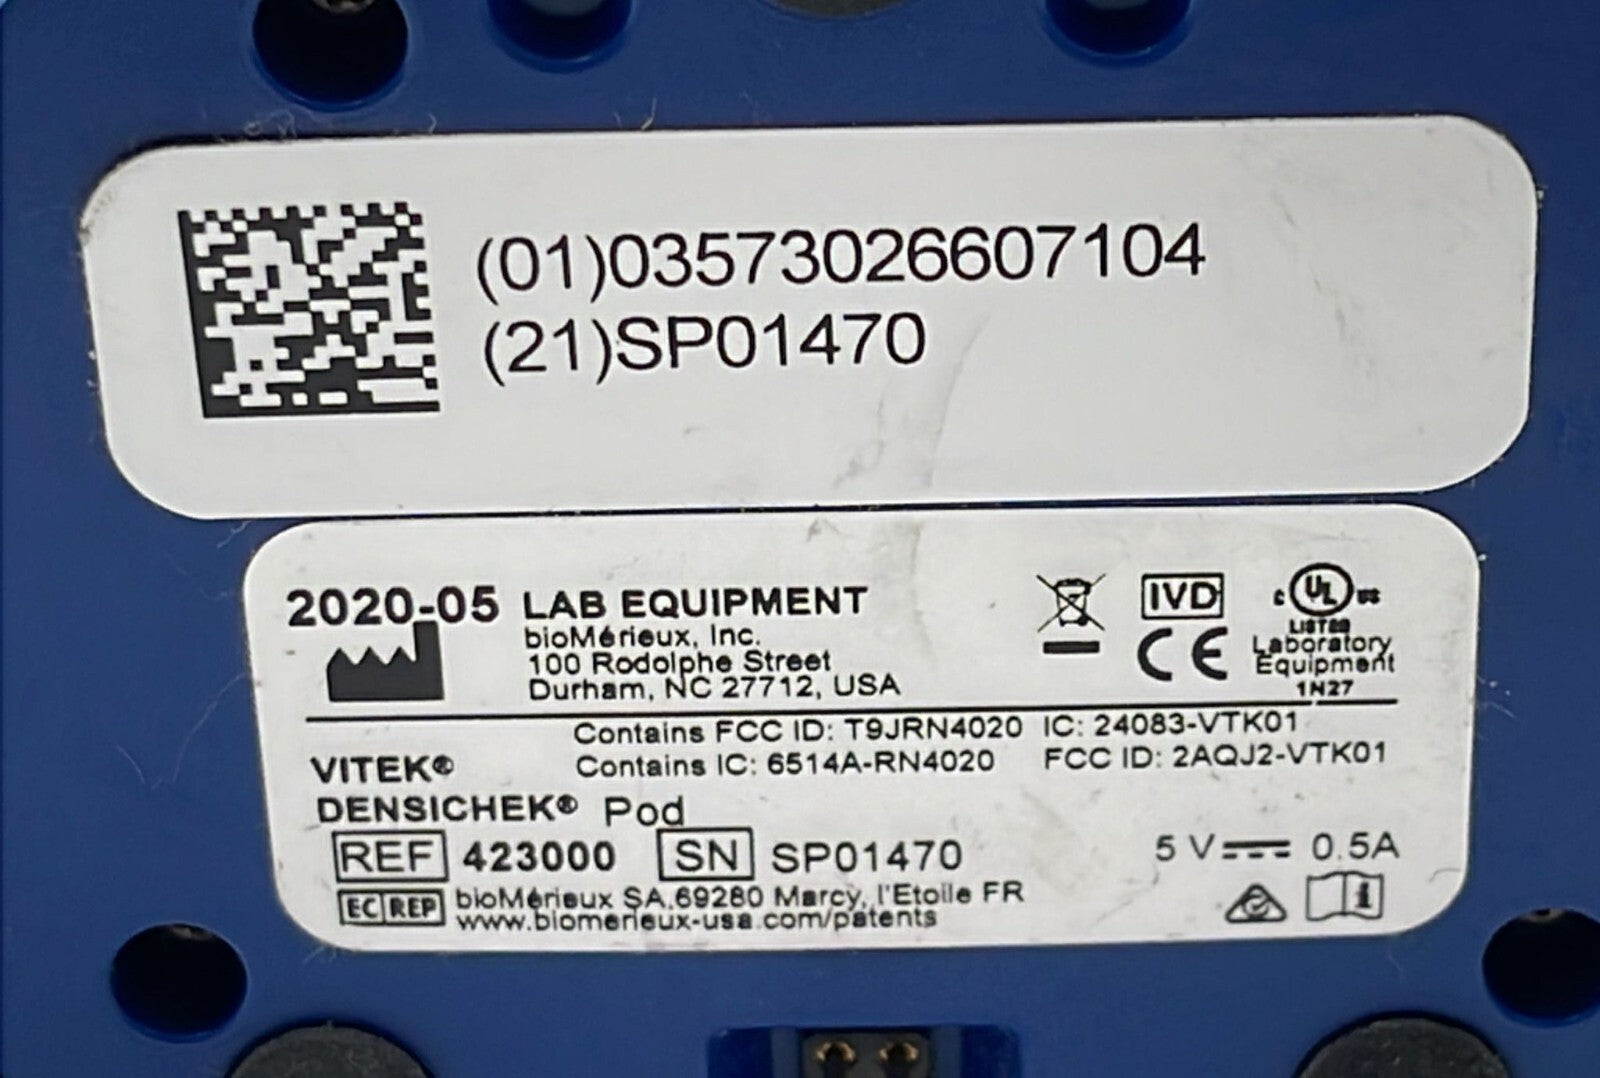 (01)03573026607104
(21)SP01470
2020-05 LAB EQUIPMENT
bioMérieux, Inc.
100 Rodolphe Street
Durham, NC 27712, USA
IVD
CE
C UL US
LISTED
Laboratory
Equipment
1N27
Contains FCC ID: T9JRN4020 IC: 24083-VTK01
Contains IC: 6514A-RN4020 FCC ID: 2AQJ2-VTK01
VITEK®
DENSICHEK® Pod
REF 423000 SN SP01470 5 V 0.5A
EC REP bioMérieux SA,69280 Marcy, l'Etoile FR
www.biomerieux-usa.com/patents